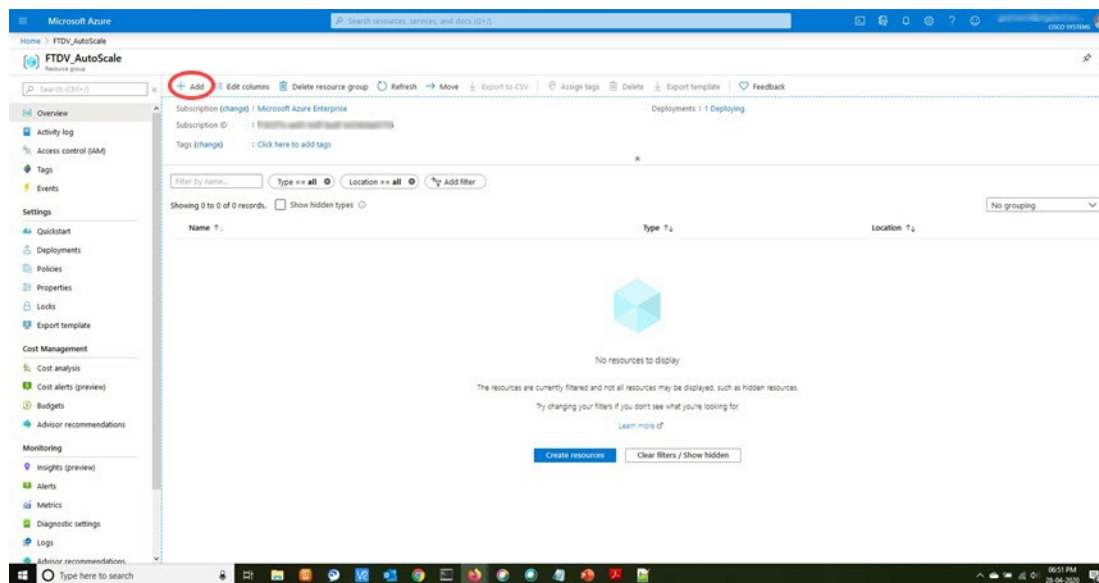 Microsoft Azure
Search resources, services, and docs (G+/)
CISCO SYSTEMS
Home > FTDV_AutoScale
FTDV_AutoScale
Resource group
Search (Ctrl+/)
«
Add
Edit columns
Delete resource group
Refresh
Move
Export to CSV
Assign tags
Delete
Export template
Feedback
Subscription (change) : Microsoft Azure Enterprise
Deployments : 1 Deploying
Subscription ID :
Tags (change) : Click here to add tags
Overview
Activity log
Access control (IAM)
Tags
Events
Settings
Quickstart
Deployments
Policies
Properties
Locks
Export template
Cost Management
Cost analysis
Cost alerts (preview)
Budgets
Advisor recommendations
Monitoring
Insights (preview)
Alerts
Metrics
Diagnostic settings
Logs
Advisor recommendations
Filter by name...
Type == all
Location == all
Add filter
Showing 0 to 0 of 0 records.
Show hidden types
No grouping
Name
Type
Location
No resources to display
The resources are currently filtered and not all resources may be displayed, such as hidden resources.
Try changing your filters if you don't see what you're looking for.
Learn more
Create resources
Clear filters / Show hidden
Type here to search
06:51 PM
28-04-2020